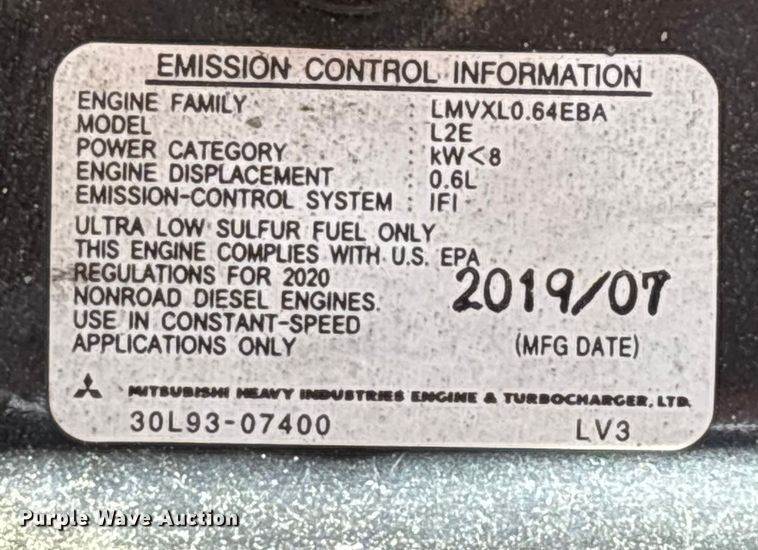 EMISSION CONTROL INFORMATION
ENGINE FAMILY : LMVXL0.64EBA
MODEL : L2E
POWER CATEGORY : kW<8
ENGINE DISPLACEMENT : 0.6L
EMISSION-CONTROL SYSTEM : IFI
ULTRA LOW SULFUR FUEL ONLY
THIS ENGINE COMPLIES WITH U.S. EPA
REGULATIONS FOR 2020
NONROAD DIESEL ENGINES.
USE IN CONSTANT-SPEED
APPLICATIONS ONLY
2019/07
(MFG DATE)
MITSUBISHI HEAVY INDUSTRIES ENGINE & TURBOCHARGER, LTD.
30L93-07400 LV3
Purple Wave Auction